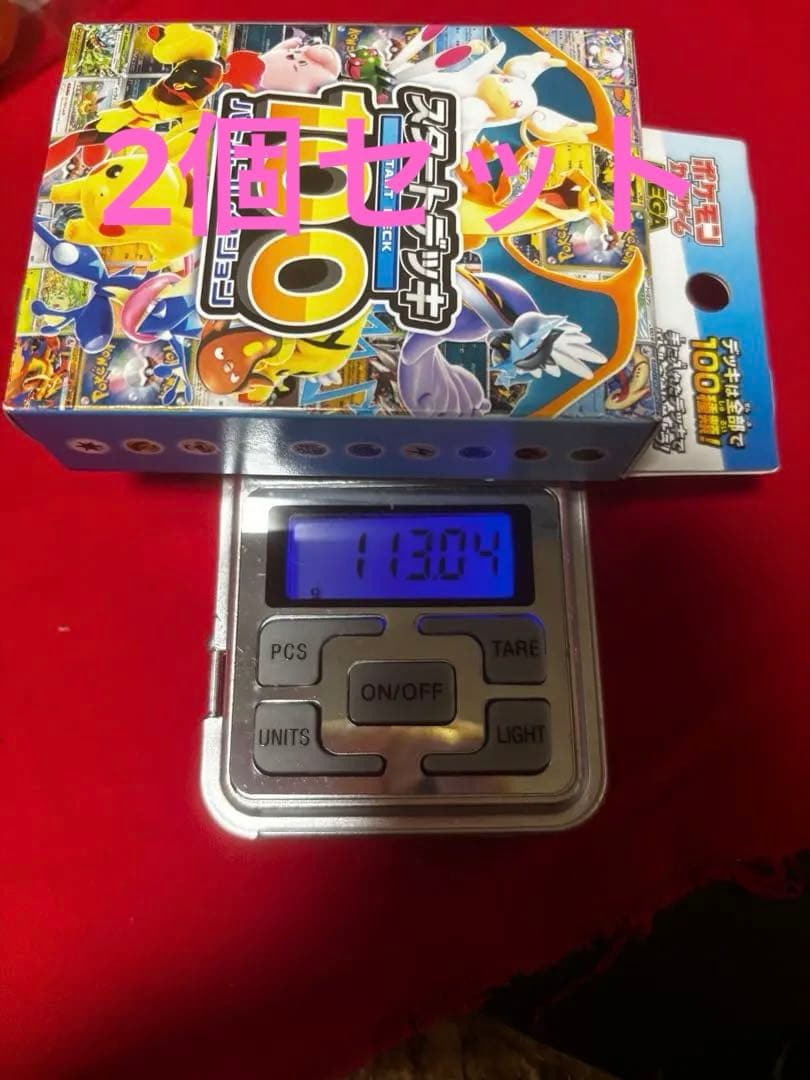 2個セット
スタートデッキ
100
START DECK
バトルコレクション
ポケモン
カードゲーム
MEGA
デッキは全部で
100種類!
113.04
g
PCS
TARE
ON/OFF
UNITS
LIGHT